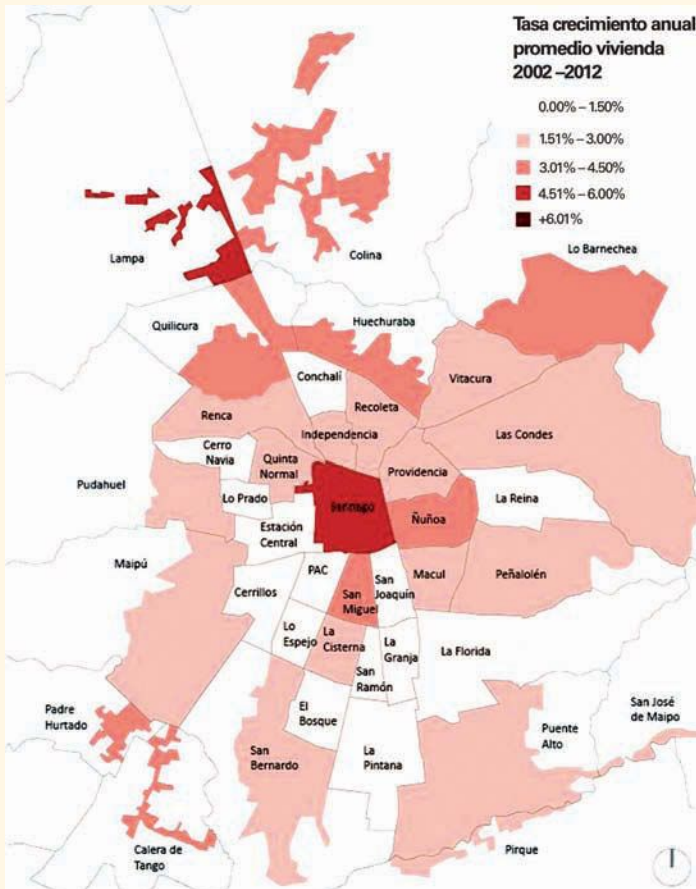 Tasa crecimiento anual
promedio vivienda
2002 –2012
0.00% – 1.50%
1.51% – 3.00%
3.01% – 4.50%
4.51% – 6.00%
+6.01%
Lo Barnechea
Lampa
Colina
Quilicura
Huechuraba
Conchalí
Vitacura
Recoleta
Renca
Independencia
Las Condes
Cerro
Navia
Quinta
Normal
Providencia
Pudahuel
Lo Prado
La Reina
Santiago
Ñuñoa
Estación
Central
Maipú
PAC
San
Joaquín
Macul
Peñalolén
Cerrillos
San
Miguel
Lo
Espejo
La
Cisterna
La
Granja
La Florida
San
Ramón
Padre
Hurtado
El
Bosque
San José
de Maipo
Puente
Alto
San
Bernardo
La
Pintana
Calera de
Tango
Pirque